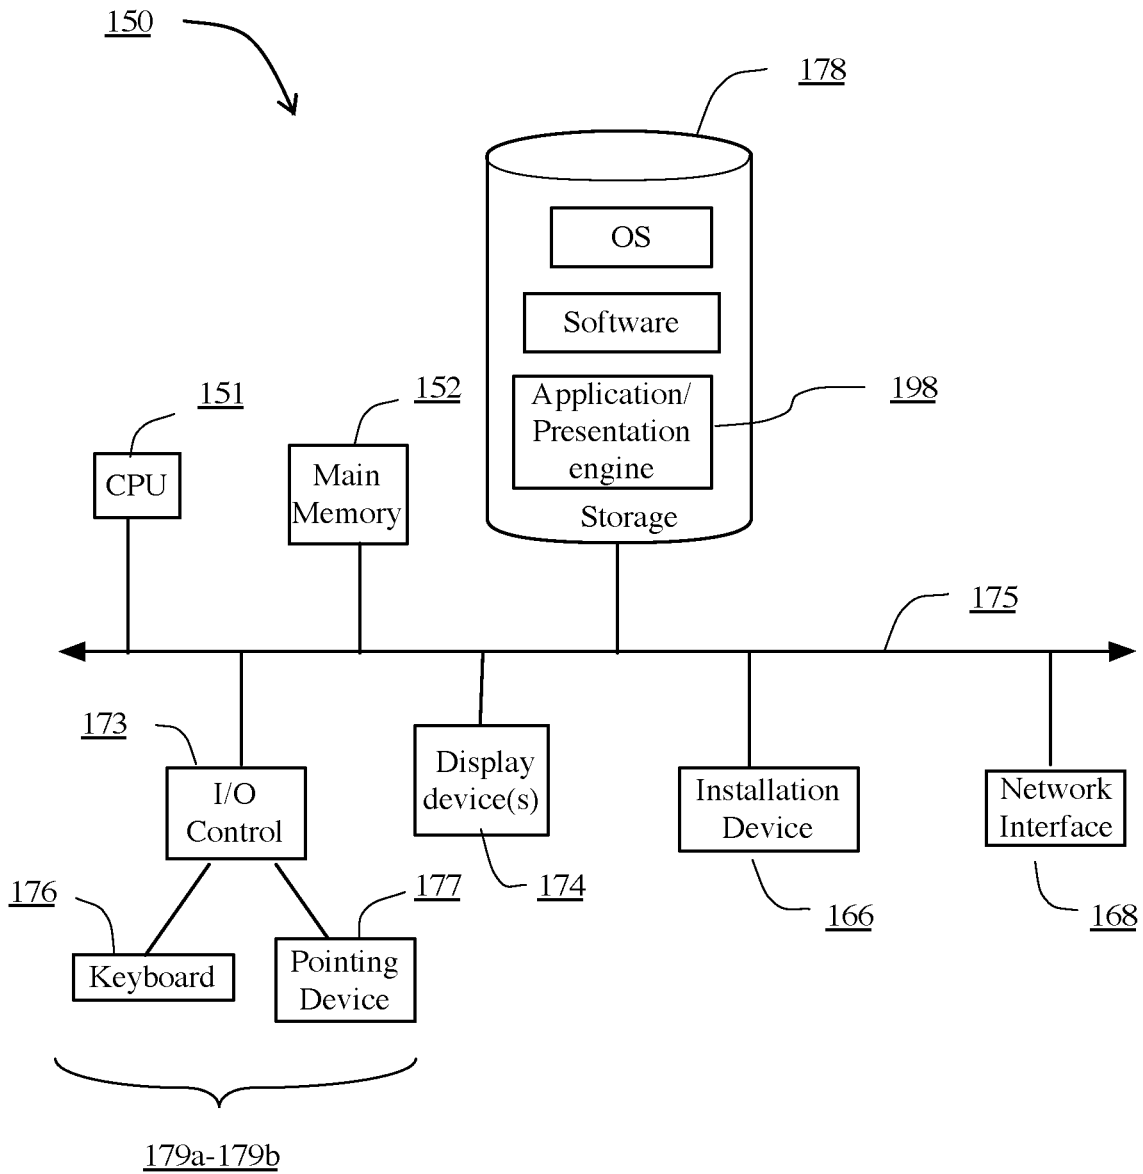 150
178
OS
Software
151
152
Application/
Presentation
engine
198
CPU
Main
Memory
Storage
175
173
I/O
Control
Display
device(s)
Installation
Device
Network
Interface
176
177
174
166
168
Keyboard
Pointing
Device
179a-179b